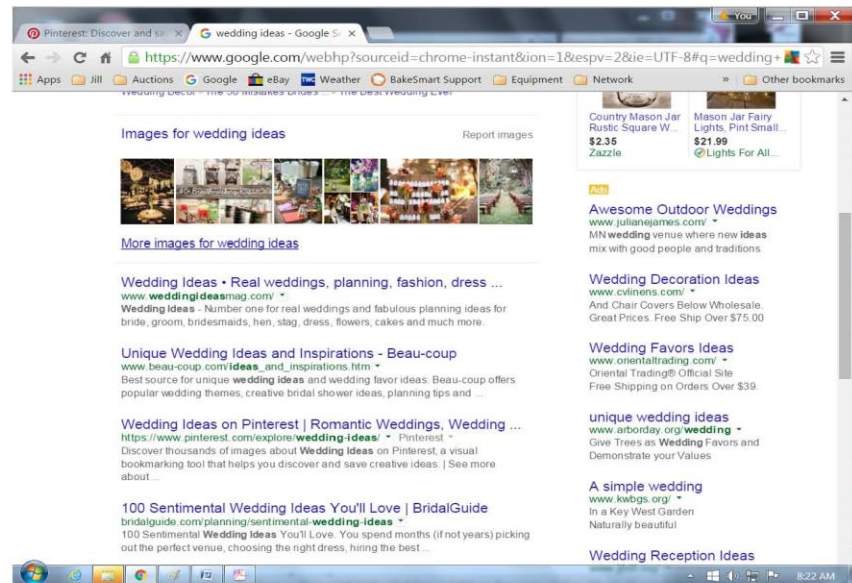 Pinterest: Discover and sa
wedding ideas - Google Se
You
https://www.google.com/webhp?sourceid=chrome-instant&ion=1&espv=2&ie=UTF-8#q=wedding+
Apps Jill Auctions Google eBay Weather BakeSmart Support Equipment Network » Other bookmarks
Wedding Decor - The 50 Mistakes Brides ... - The Best Wedding Ever
Images for wedding ideas
Report images
More images for wedding ideas
Wedding Ideas • Real weddings, planning, fashion, dress ...
www.weddingideasmag.com/
Wedding Ideas - Number one for real weddings and fabulous planning ideas for
bride, groom, bridesmaids, hen, stag, dress, flowers, cakes and much more.
Unique Wedding Ideas and Inspirations - Beau-coup
www.beau-coup.com/ideas_and_inspirations.htm
Best source for unique wedding ideas and wedding favor ideas. Beau-coup offers
popular wedding themes, creative bridal shower ideas, planning tips and ...
Wedding Ideas on Pinterest | Romantic Weddings, Wedding ...
https://www.pinterest.com/explore/wedding-ideas/ Pinterest
Discover thousands of images about Wedding Ideas on Pinterest, a visual
bookmarking tool that helps you discover and save creative ideas. | See more
about ...
100 Sentimental Wedding Ideas You'll Love | BridalGuide
bridalguide.com/planning/sentimental-wedding-ideas
100 Sentimental Wedding Ideas You'll Love. You spend months (if not years) picking
out the perfect venue, choosing the right dress, hiring the best ...
Country Mason Jar
Rustic Square W...
$2.35
Zazzle
Mason Jar Fairy
Lights, Pint Small...
$21.99
Lights For All...
Ads
Awesome Outdoor Weddings
www.julianejames.com/
MN wedding venue where new ideas
mix with good people and traditions
Wedding Decoration Ideas
www.cvlinens.com/
And Chair Covers Below Wholesale.
Great Prices. Free Ship Over $75.00
Wedding Favors Ideas
www.orientaltrading.com/
Oriental Trading® Official Site
Free Shipping on Orders Over $39.
unique wedding ideas
www.arborday.org/wedding
Give Trees as Wedding Favors and
Demonstrate your Values
A simple wedding
www.kwbgs.org/
In a Key West Garden
Naturally beautiful
Wedding Reception Ideas
8:22 AM